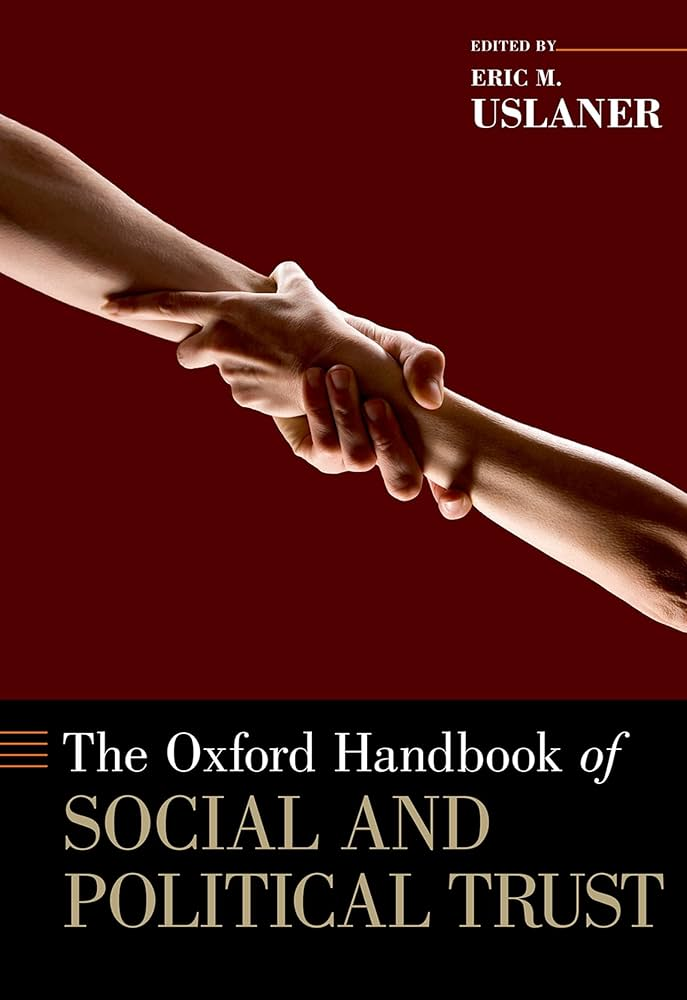 EDITED BY
ERIC M.
USLANER
The Oxford Handbook of
SOCIAL AND
POLITICAL TRUST